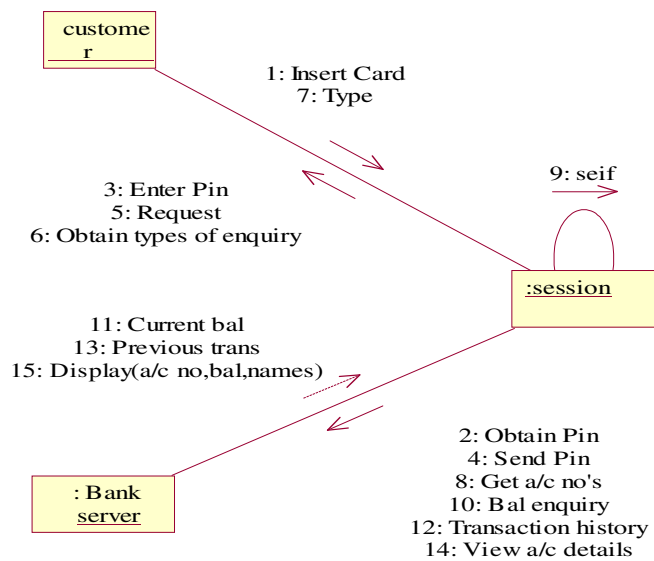 custome
r
1: Insert Card
7: Type
3: Enter Pin
5: Request
6: Obtain types of enquiry
9: seif
:session
11: Current bal
13: Previous trans
15: Display(a/c no,bal,names)
2: Obtain Pin
4: Send Pin
8: Get a/c no's
10: Bal enquiry
12: Transaction history
14: View a/c details
: Bank
server